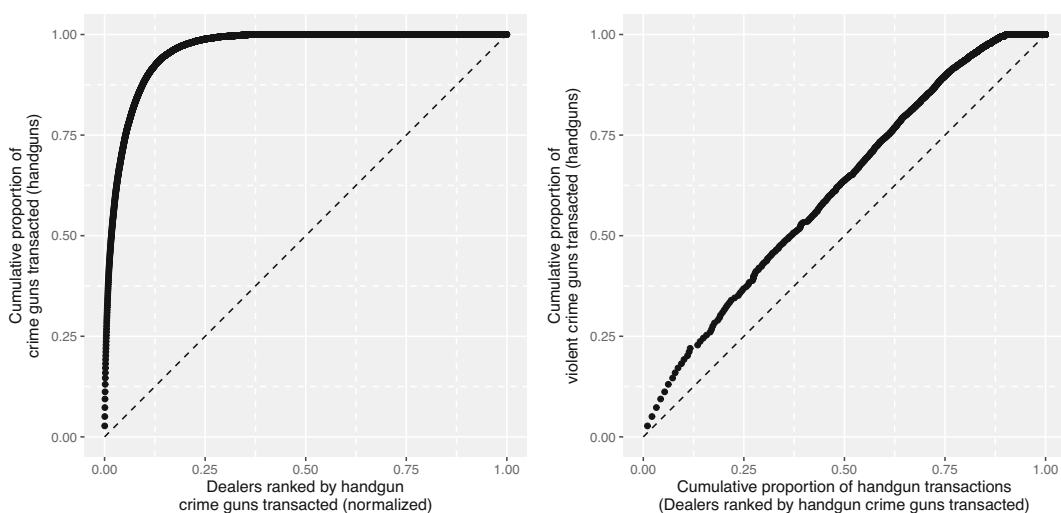 Cumulative proportion of
crime guns transacted (handguns)
1.00
0.75
0.50
0.25
0.00
0.00 0.25 0.50 0.75 1.00
Dealers ranked by handgun
crime guns transacted (normalized)
Cumulative proportion of
violent crime guns transacted (handguns)
1.00
0.75
0.50
0.25
0.00
0.00 0.25 0.50 0.75 1.00
Cumulative proportion of handgun transactions
(Dealers ranked by handgun crime guns transacted)